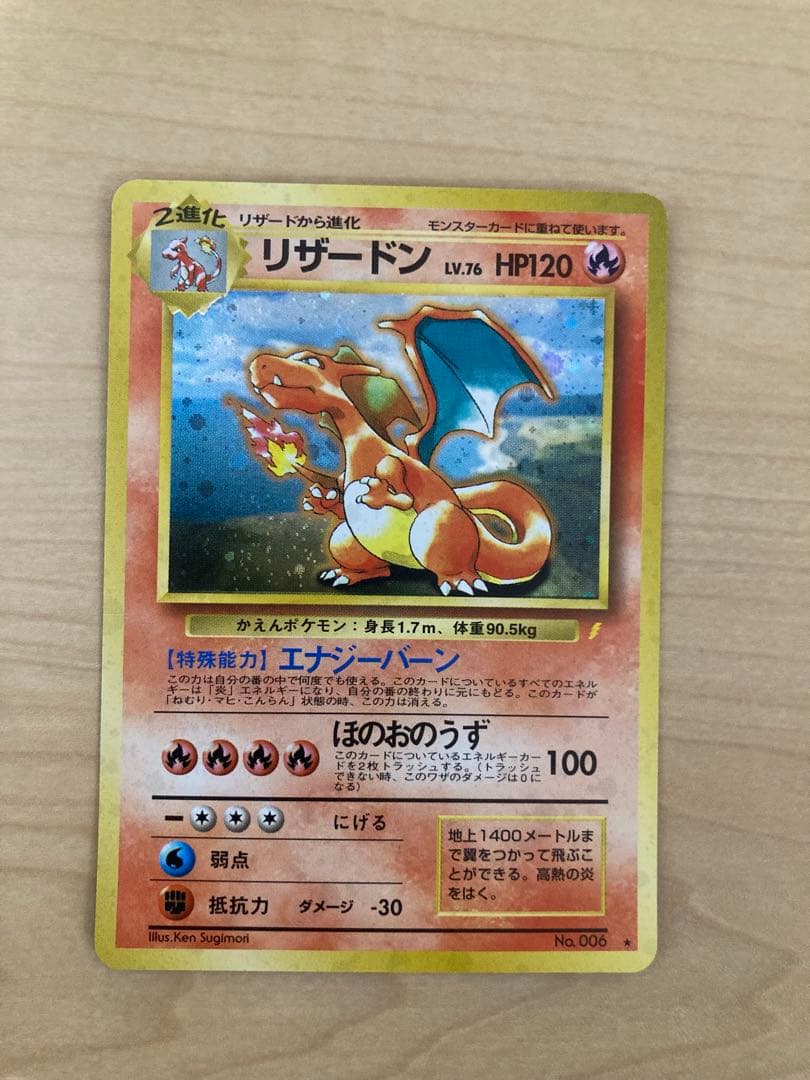 2進化 リザードから進化 モンスターカードに重ねて使います。
リザードン LV.76 HP120
かえんポケモン：身長1.7m、体重90.5kg
【特殊能力】エナジーバーン
この力は自分の番の中で何度でも使える。このカードについているすべてのエネル
ギーは「炎」エネルギーになり、自分の番の終わりに元にもどる。このカードが
「ねむり・マヒ・こんらん」状態の時、この力は消える。
ほのおのうず 100
このカードについているエネルギーカー
ドを2枚トラッシュする。（トラッシュ
できない時、このワザのダメージは0に
なる）
にげる
弱点
抵抗力 ダメージ -30
地上1400メートルま
で翼をつかって飛ぶこ
とができる。高熱の炎
をはく。
Illus.Ken Sugimori No.006 ★